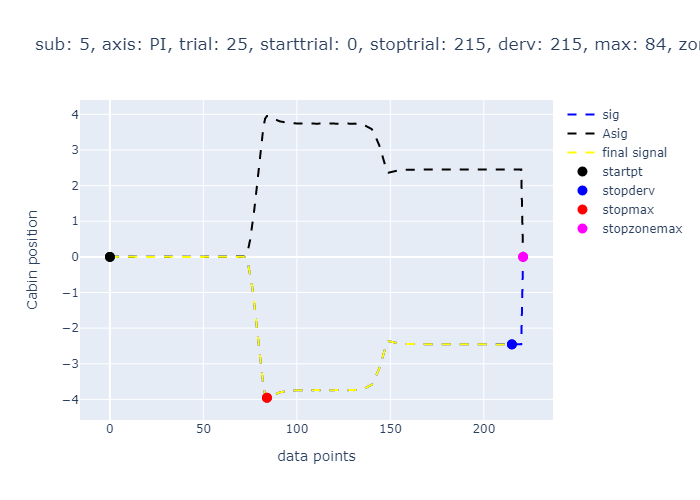 sub: 5, axis: PI, trial: 25, starttrial: 0, stoptrial: 215, derv: 215, max: 84, zo
4
3
2
1
0
−1
−2
−3
−4
Cabin position
0
50
100
150
200
data points
sig
Asig
final signal
startpt
stopderv
stopmax
stopzonemax